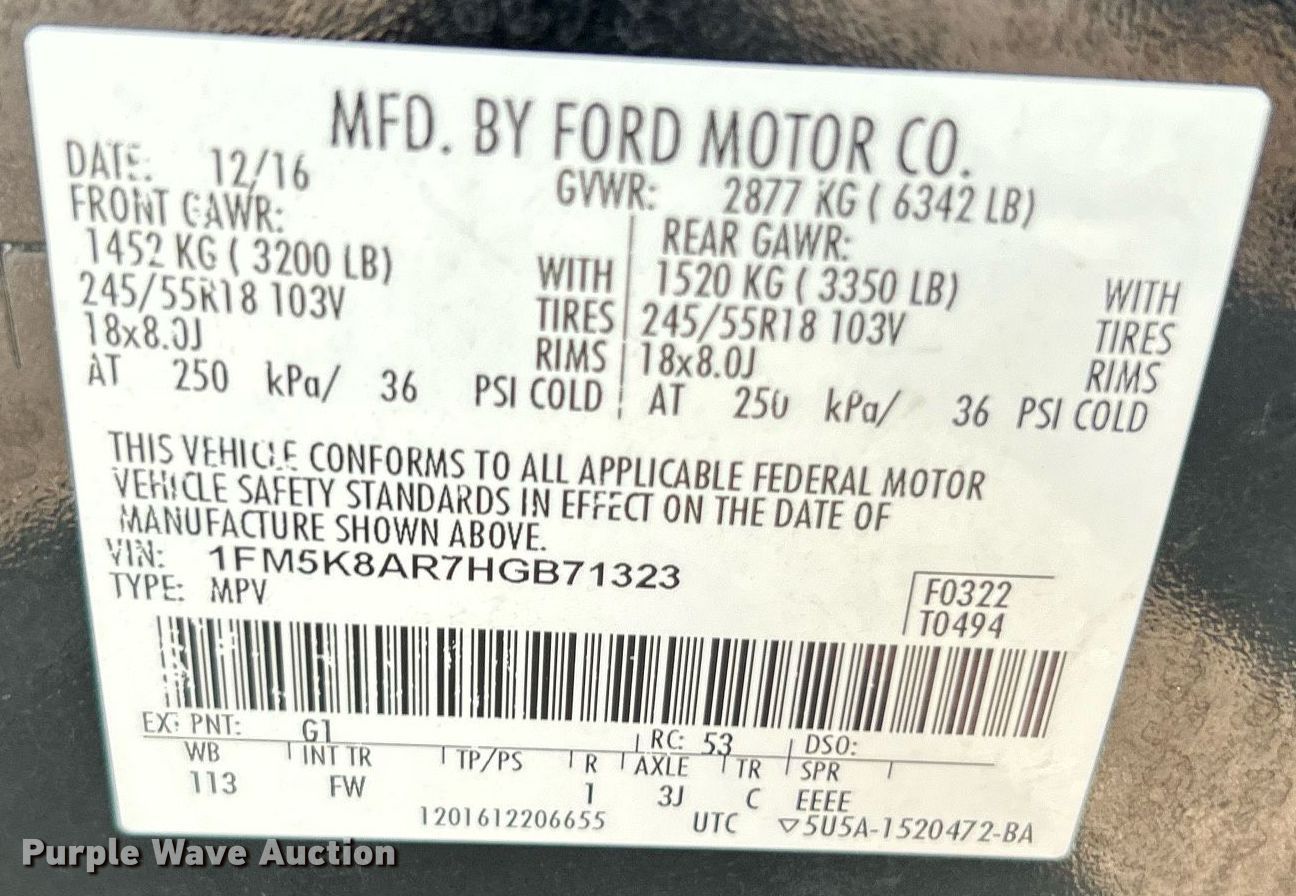 MFD. BY FORD MOTOR CO.
DATE: 12/16 GVWR: 2877 KG ( 6342 LB)
FRONT GAWR: REAR GAWR:
1452 KG ( 3200 LB) WITH 1520 KG ( 3350 LB) WITH
245/55R18 103V TIRES 245/55R18 103V TIRES
18x8.0J RIMS 18x8.0J RIMS
AT 250 kPa/ 36 PSI COLD AT 250 kPa/ 36 PSI COLD
THIS VEHICLE CONFORMS TO ALL APPLICABLE FEDERAL MOTOR
VEHICLE SAFETY STANDARDS IN EFFECT ON THE DATE OF
MANUFACTURE SHOWN ABOVE.
VIN: 1FM5K8AR7HGB71323
TYPE: MPV
F0322
T0494
EXT PNT: G1 RC: 53 DSO:
WB INT TR TP/PS R AXLE TR SPR
113 FW 1 3J C EEEE
1201612206655 UTC ▽5U5A-1520472-BA
Purple Wave Auction